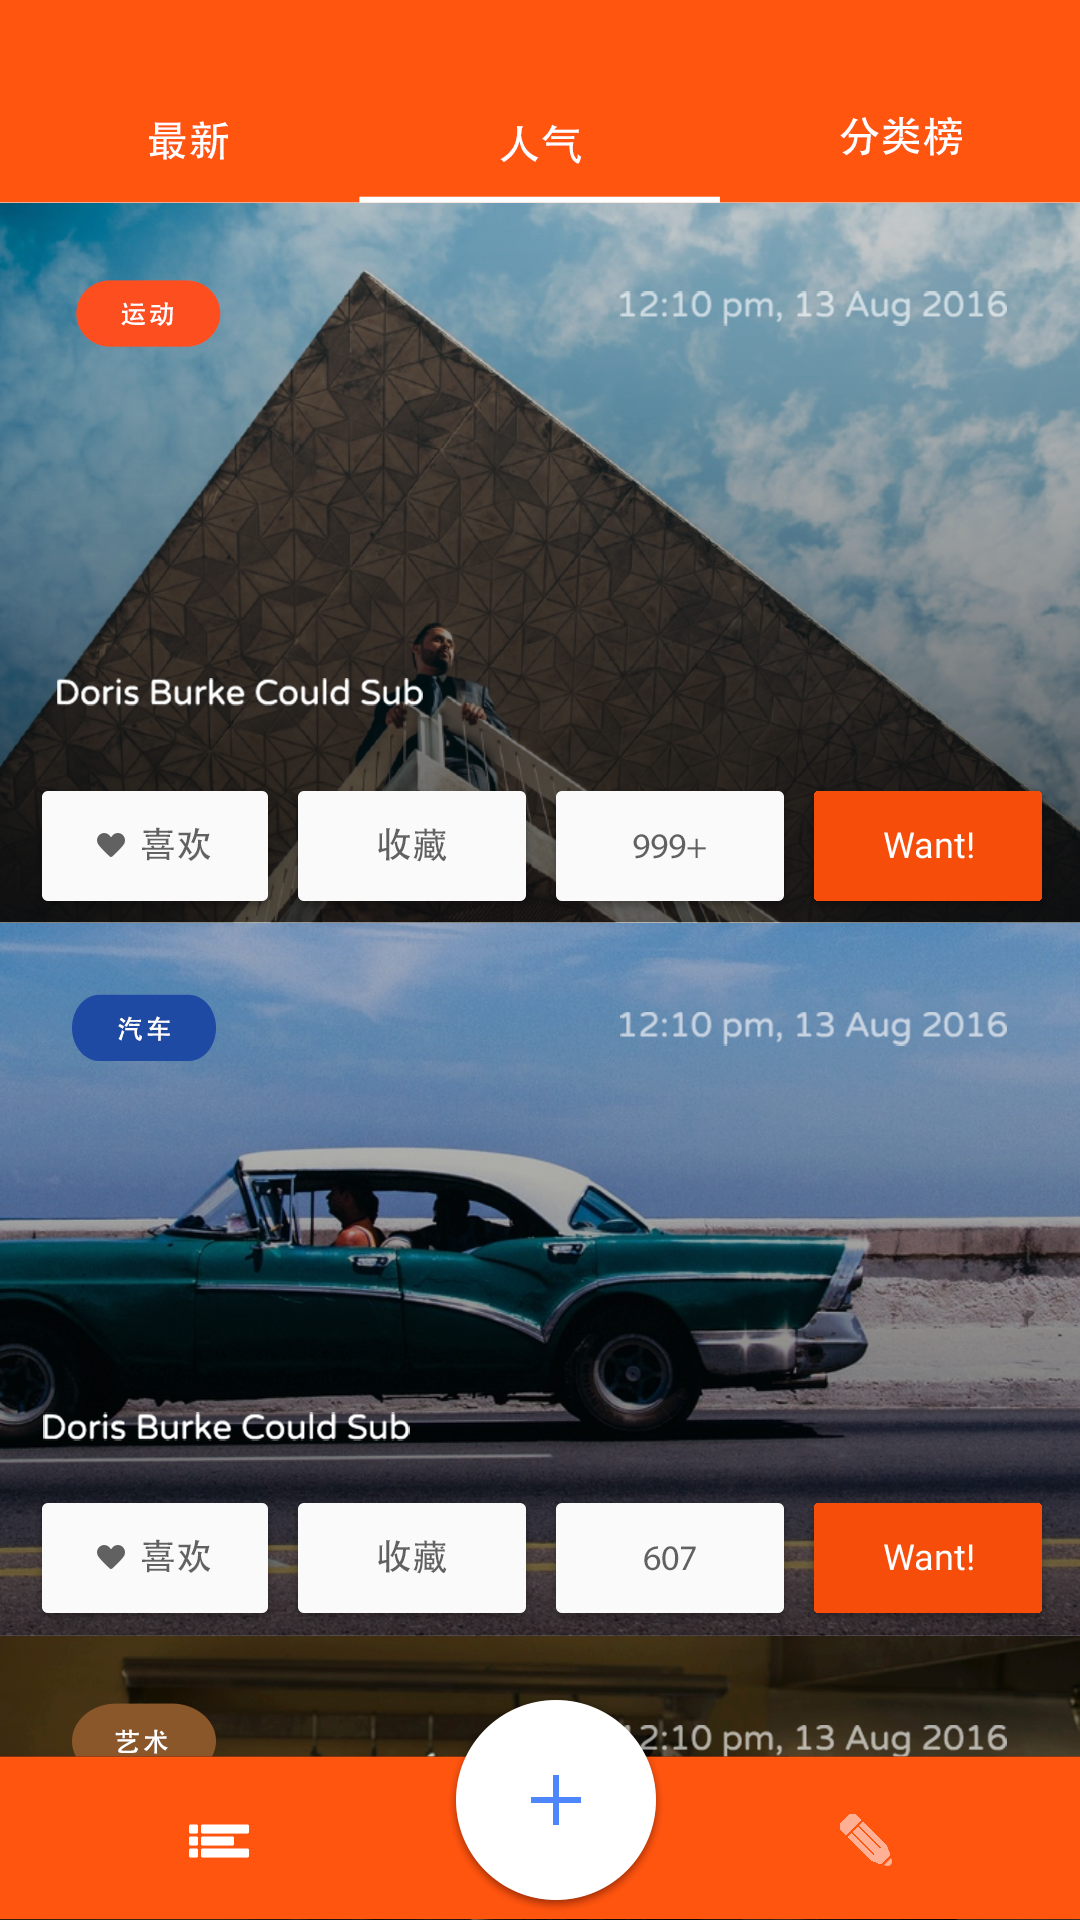 最新
人气
分类榜
运动
12:10 pm, 13 Aug 2016
Doris Burke Could Sub
喜欢
收藏
999+
Want!
汽车
12:10 pm, 13 Aug 2016
Doris Burke Could Sub
喜欢
收藏
607
Want!
艺术
12:10 pm, 13 Aug 2016